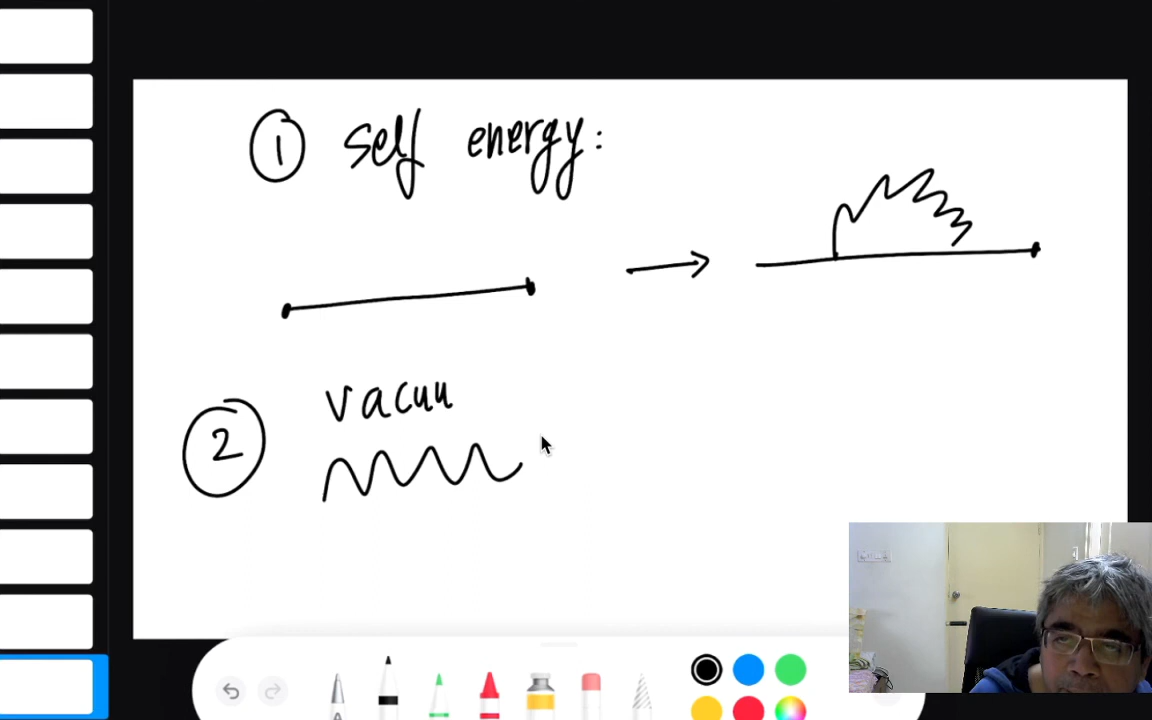 ① self energy:
② vacuu